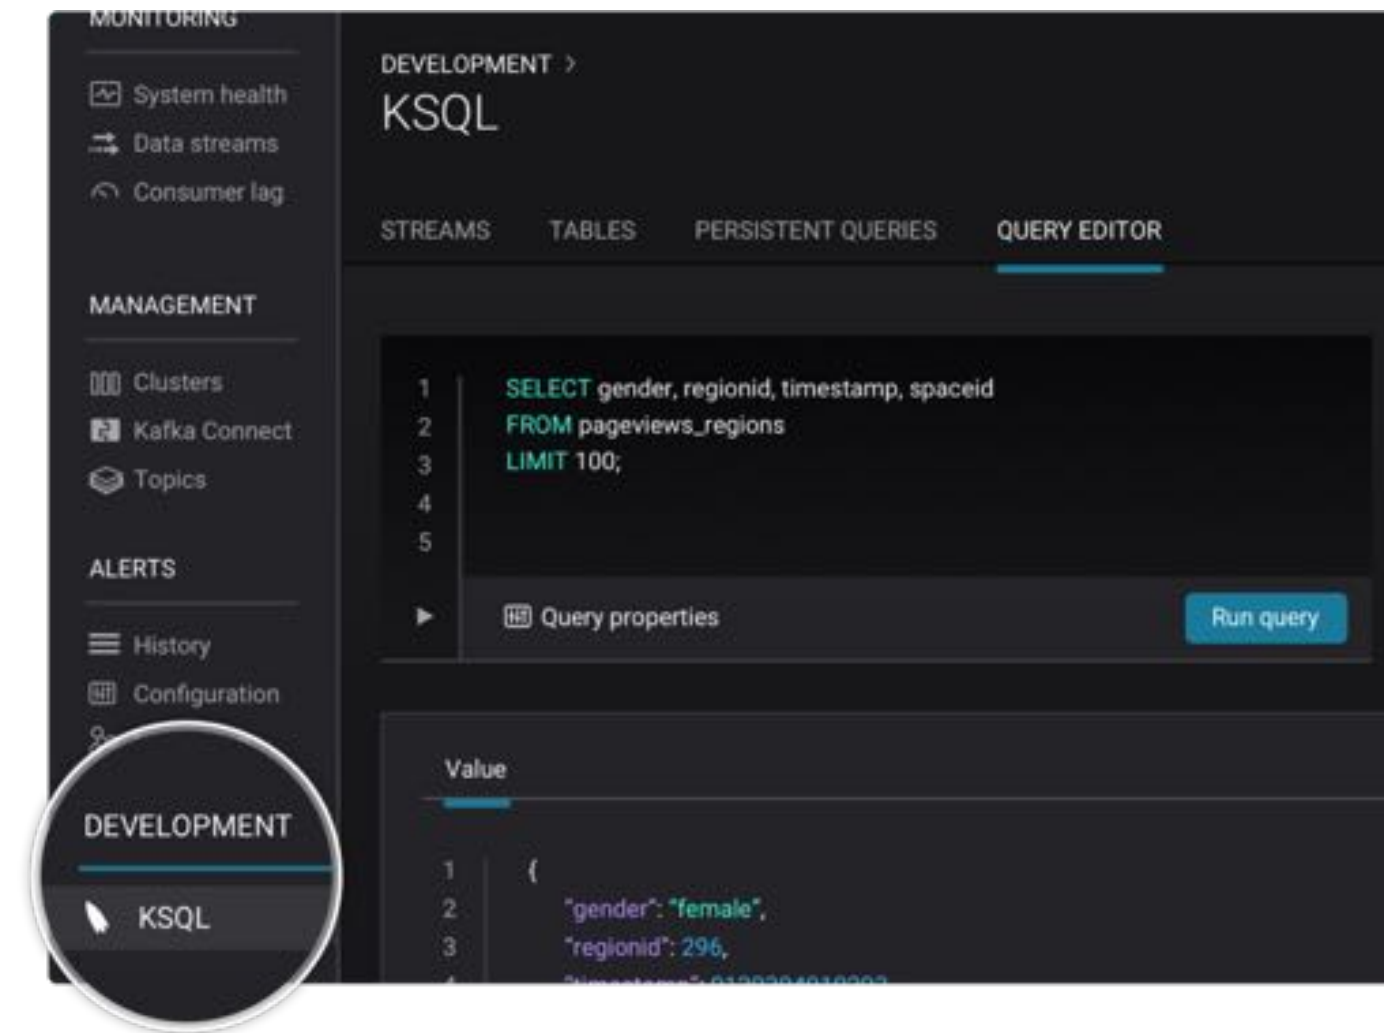 MONITORING
System health
Data streams
Consumer lag
MANAGEMENT
Clusters
Kafka Connect
Topics
ALERTS
History
Configuration
DEVELOPMENT
KSQL
DEVELOPMENT >
KSQL
STREAMS TABLES PERSISTENT QUERIES QUERY EDITOR
1 SELECT gender, regionid, timestamp, spaceid
2 FROM pageviews_regions
3 LIMIT 100;
4
5
Query properties Run query
Value
1 {
2 "gender": "female",
3 "regionid": 296,
4 "timestamp":